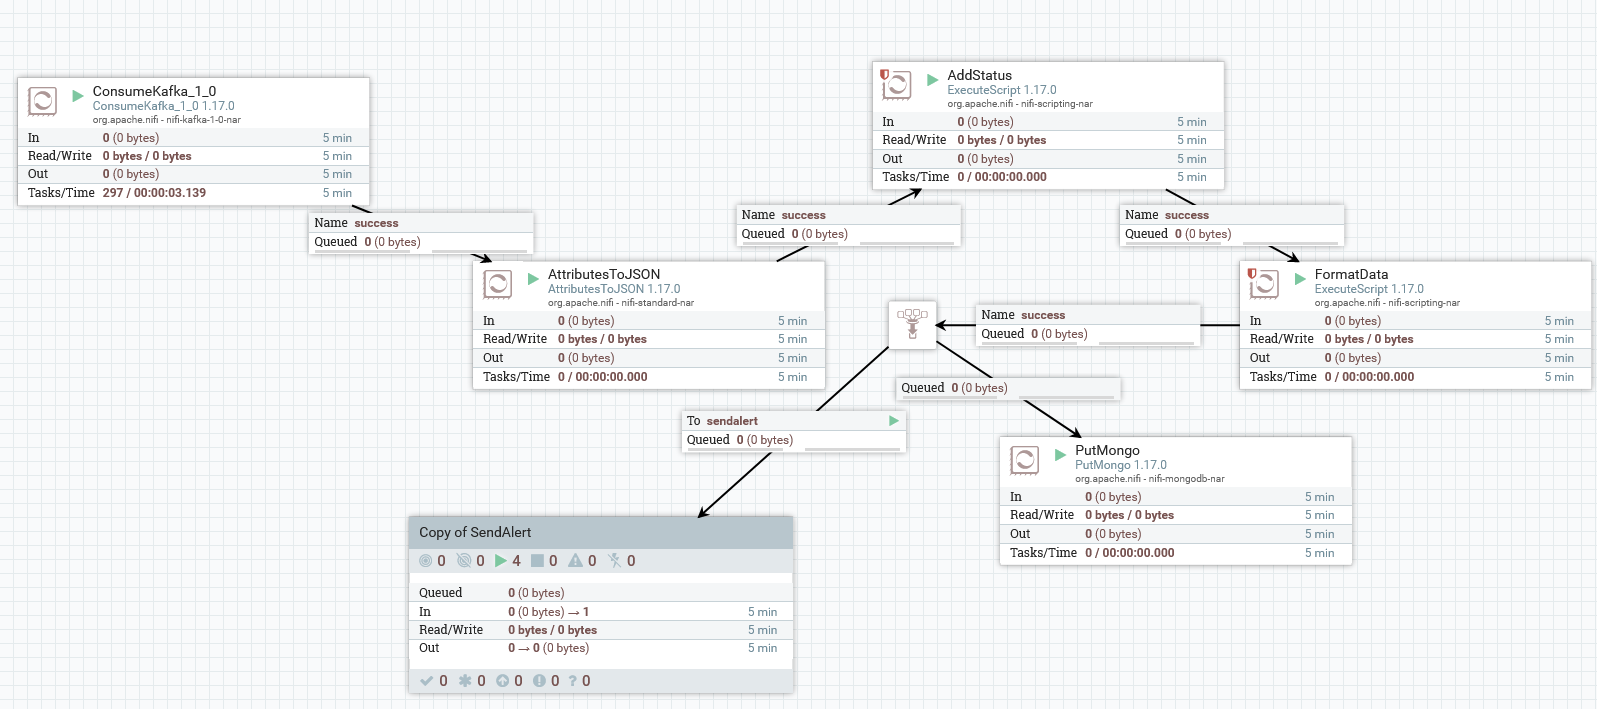 ConsumeKafka_1_0
ConsumeKafka_1_0 1.17.0
org.apache.nifi - nifi-kafka-1-0-nar
In 0 (0 bytes) 5 min
Read/Write 0 bytes / 0 bytes 5 min
Out 0 (0 bytes) 5 min
Tasks/Time 297 / 00:00:03.139 5 min
Name success
Queued 0 (0 bytes)
AttributesToJSON
AttributesToJSON 1.17.0
org.apache.nifi - nifi-standard-nar
In 0 (0 bytes) 5 min
Read/Write 0 bytes / 0 bytes 5 min
Out 0 (0 bytes) 5 min
Tasks/Time 0 / 00:00:00.000 5 min
Name success
Queued 0 (0 bytes)
AddStatus
ExecuteScript 1.17.0
org.apache.nifi - nifi-scripting-nar
In 0 (0 bytes) 5 min
Read/Write 0 bytes / 0 bytes 5 min
Out 0 (0 bytes) 5 min
Tasks/Time 0 / 00:00:00.000 5 min
Name success
Queued 0 (0 bytes)
FormatData
ExecuteScript 1.17.0
org.apache.nifi - nifi-scripting-nar
In 0 (0 bytes) 5 min
Read/Write 0 bytes / 0 bytes 5 min
Out 0 (0 bytes) 5 min
Tasks/Time 0 / 00:00:00.000 5 min
Name success
Queued 0 (0 bytes)
Queued 0 (0 bytes)
To sendalert
Queued 0 (0 bytes)
PutMongo
PutMongo 1.17.0
org.apache.nifi - nifi-mongodb-nar
In 0 (0 bytes) 5 min
Read/Write 0 bytes / 0 bytes 5 min
Out 0 (0 bytes) 5 min
Tasks/Time 0 / 00:00:00.000 5 min
Copy of SendAlert
0 0 4 0 0 0
Queued 0 (0 bytes)
In 0 (0 bytes) → 1 5 min
Read/Write 0 bytes / 0 bytes 5 min
Out 0 → 0 (0 bytes) 5 min
0 0 0 0 ? 0